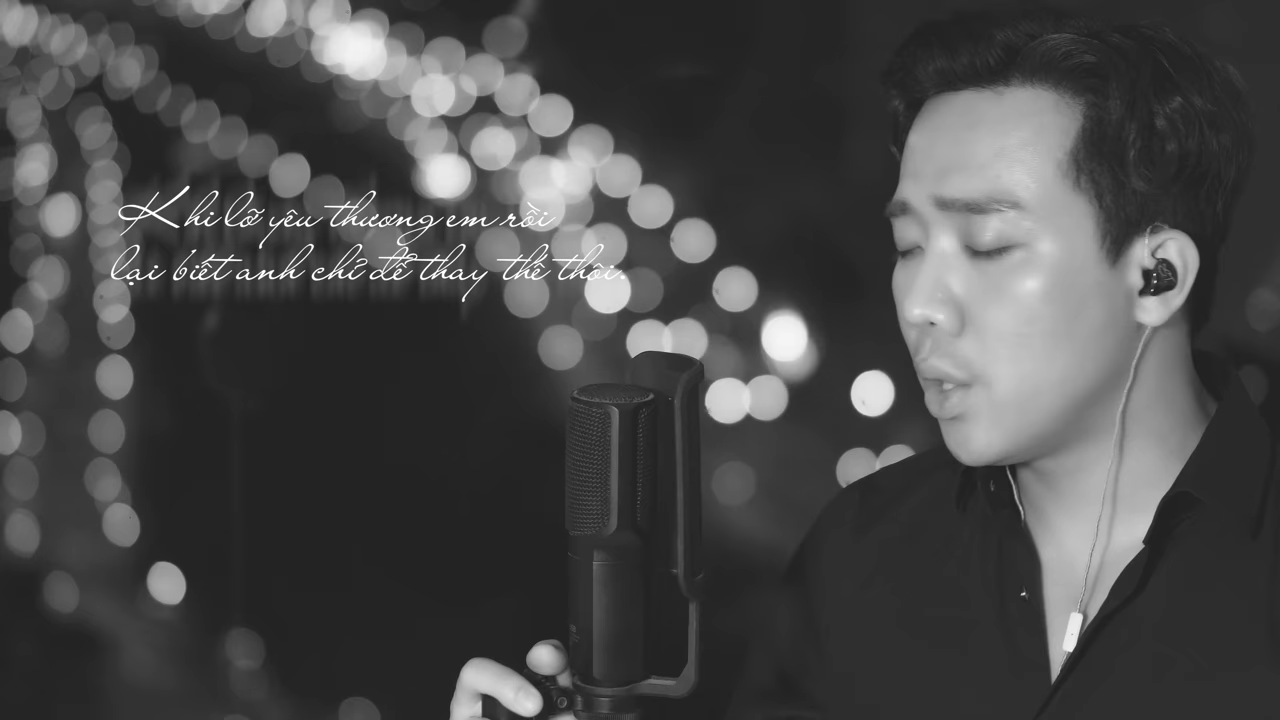 Khi lỡ yêu thương em rồi
lại biết anh chỉ để thay thế thôi.